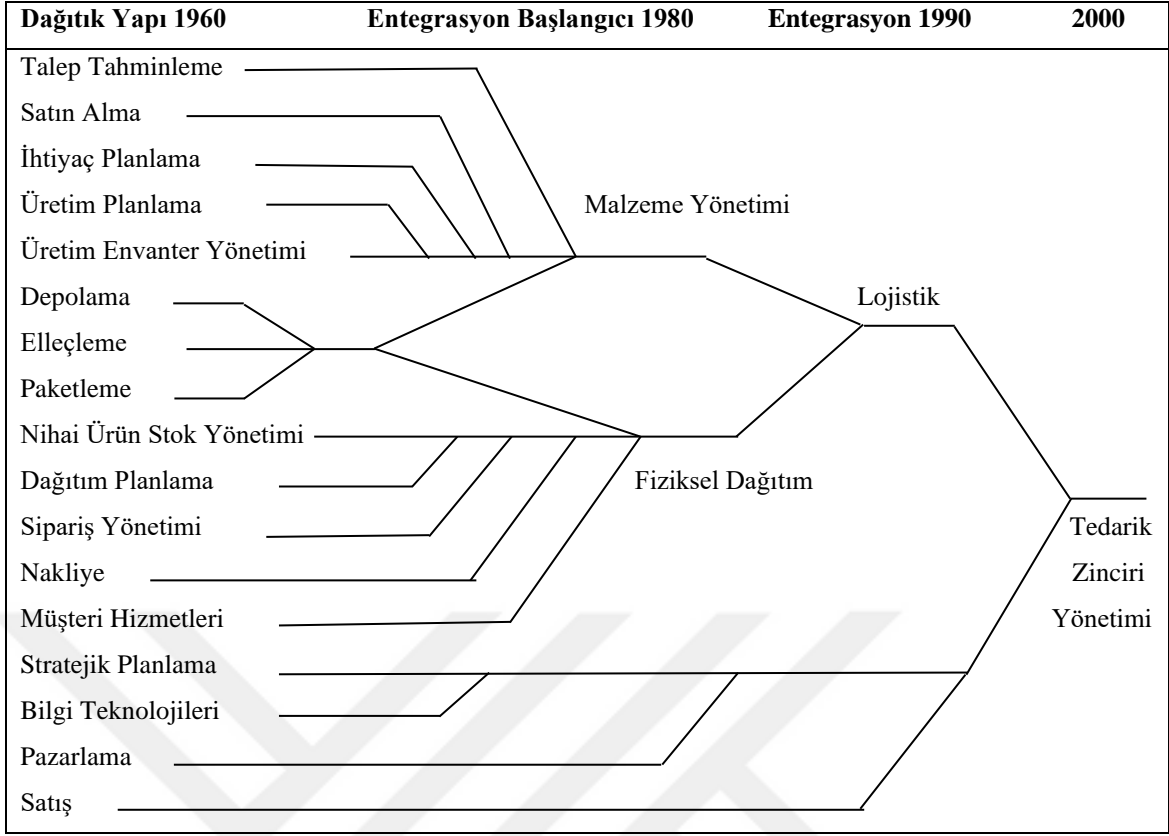 Dağıtık Yapı 1960 Entegrasyon Başlangıcı 1980 Entegrasyon 1990 2000
Talep Tahminleme
Satın Alma
İhtiyaç Planlama
Üretim Planlama Malzeme Yönetimi
Üretim Envanter Yönetimi
Depolama Lojistik
Elleçleme
Paketleme
Nihai Ürün Stok Yönetimi
Dağıtım Planlama Fiziksel Dağıtım
Sipariş Yönetimi Tedarik
Nakliye Zinciri
Müşteri Hizmetleri Yönetimi
Stratejik Planlama
Bilgi Teknolojileri
Pazarlama
Satış